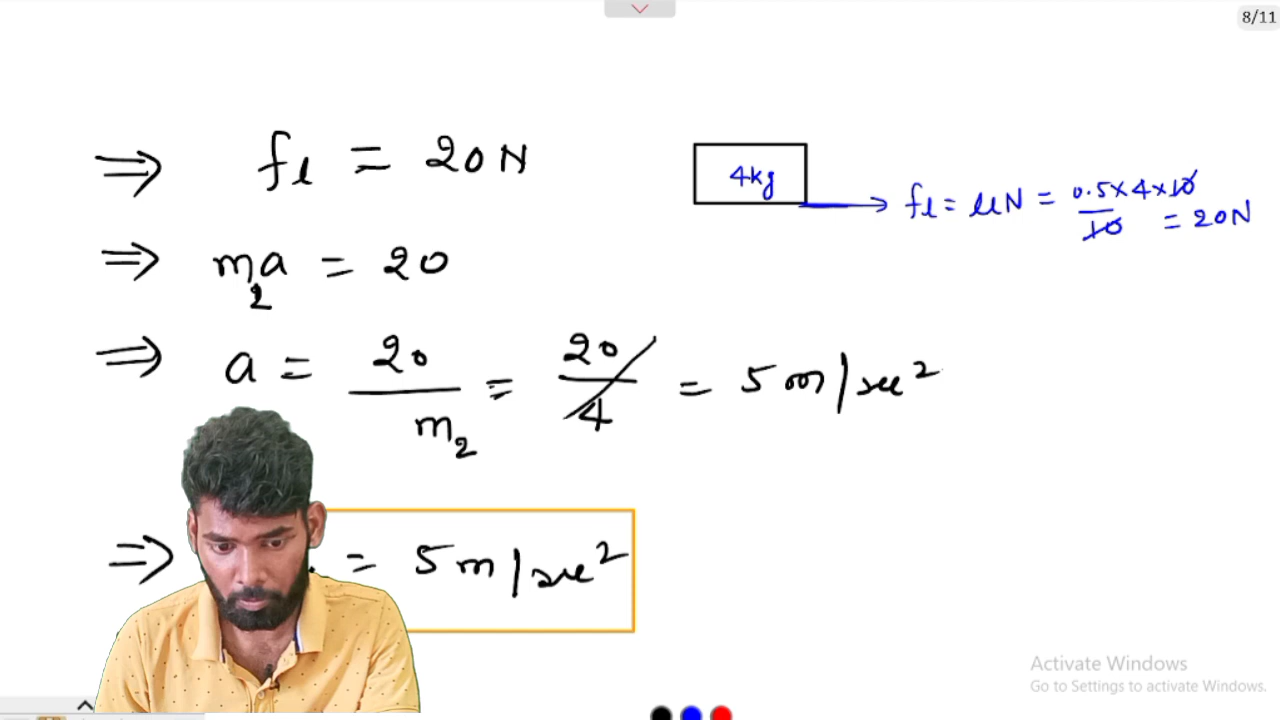 8/11
⇒ fl = 20N
4kg
→ fl = μN = 0.5×4×10/10 = 20N
⇒ m₂a = 20
⇒ a = 20/m₂ = 20/4 = 5 m/sec²
⇒ = 5 m/sec²
Activate Windows
Go to Settings to activate Windows.